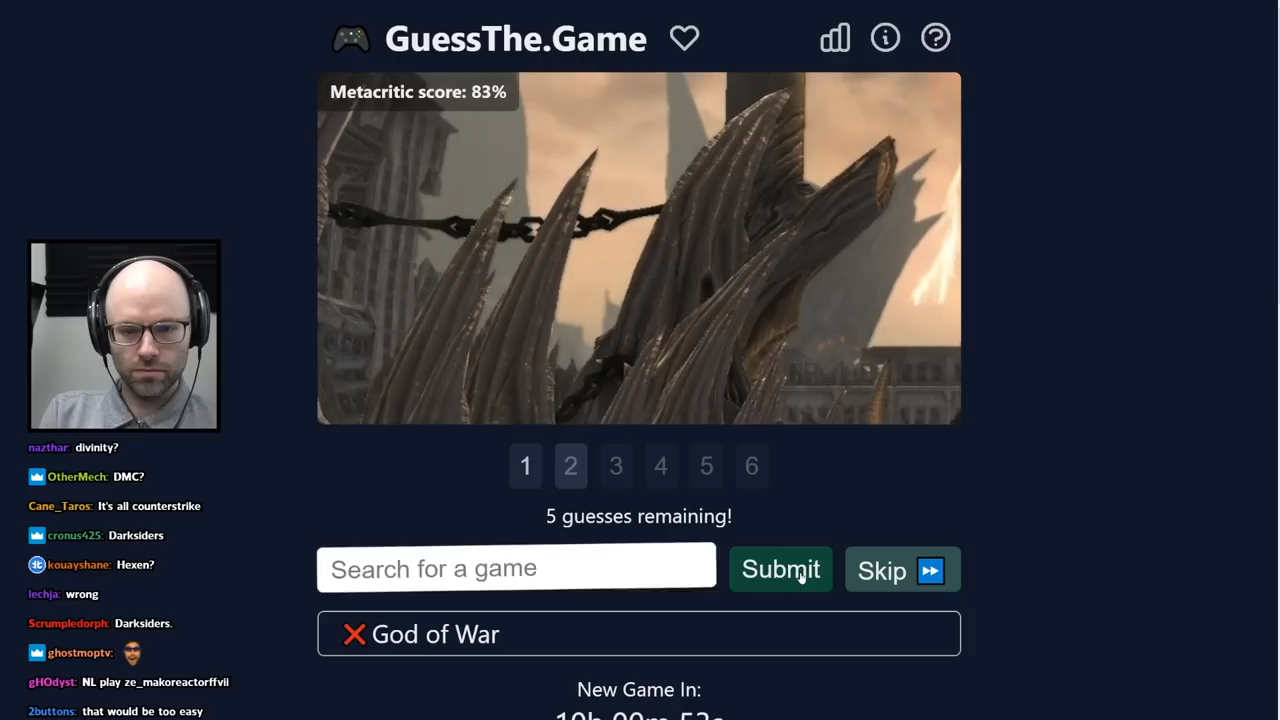 GuessThe.Game
Metacritic score: 83%
1 2 3 4 5 6
5 guesses remaining!
Search for a game
Submit
Skip
God of War
New Game In:
nazthar: divinity?
OtherMech: DMC?
Cane_Taros: It's all counterstrike
cronus425: Darksiders
kouayshane: Hexen?
lechja: wrong
Scrumpledorph: Darksiders.
ghostmoptv:
gHOdyst: NL play ze_makoreactorffvii
2buttons: that would be too easy